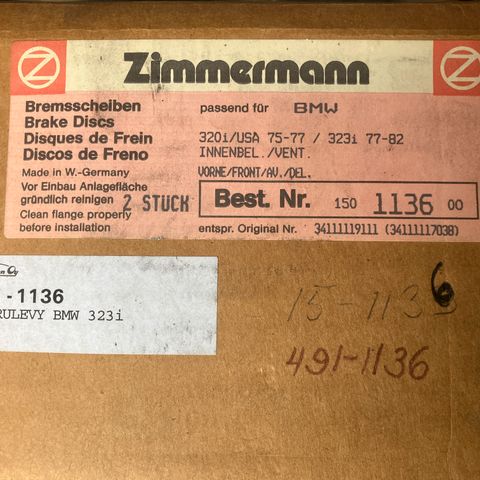 Zimmermann
Bremsscheiben
Brake Discs
Disques de Frein
Discos de Freno
Made in W.-Germany
Vor Einbau Anlagefläche
gründlich reinigen
Clean flange properly
before installation
2 STUCK
passend für BMW
320i/USA 75-77 / 323i 77-82
INNENBEL./VENT.
VORNE/FRONT/AV./DEL.
Best. Nr. 150 1136 00
entspr. Original Nr. 34111119111 (34111117038)
Oy
-1136
RULEVY BMW 323i
15-1136
491-1136